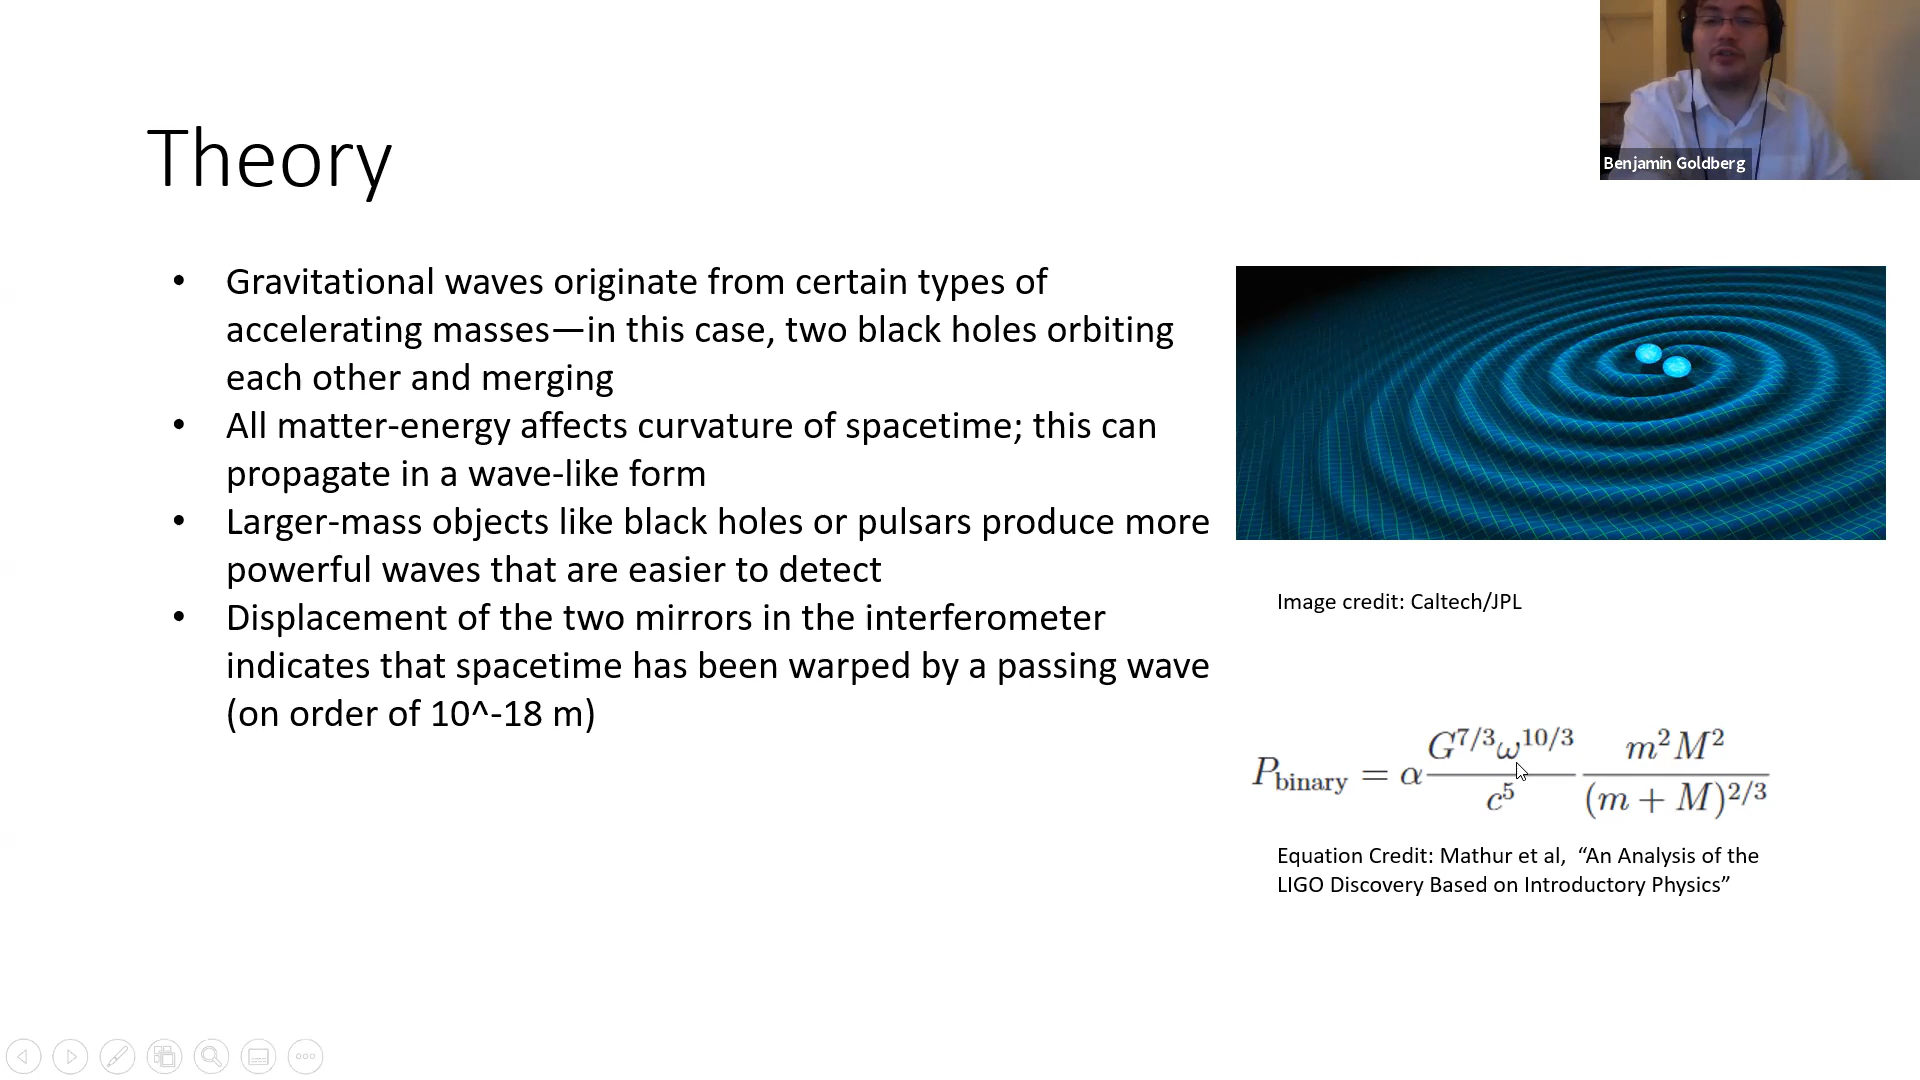 Benjamin Goldberg
Theory
• Gravitational waves originate from certain types of
accelerating masses—in this case, two black holes orbiting
each other and merging
• All matter-energy affects curvature of spacetime; this can
propagate in a wave-like form
• Larger-mass objects like black holes or pulsars produce more
powerful waves that are easier to detect
• Displacement of the two mirrors in the interferometer
indicates that spacetime has been warped by a passing wave
(on order of 10^-18 m)
Image credit: Caltech/JPL
P_binary = α G^{7/3}ω^{10/3} / c^5 m^2M^2 / (m + M)^{2/3}
Equation Credit: Mathur et al, “An Analysis of the
LIGO Discovery Based on Introductory Physics”